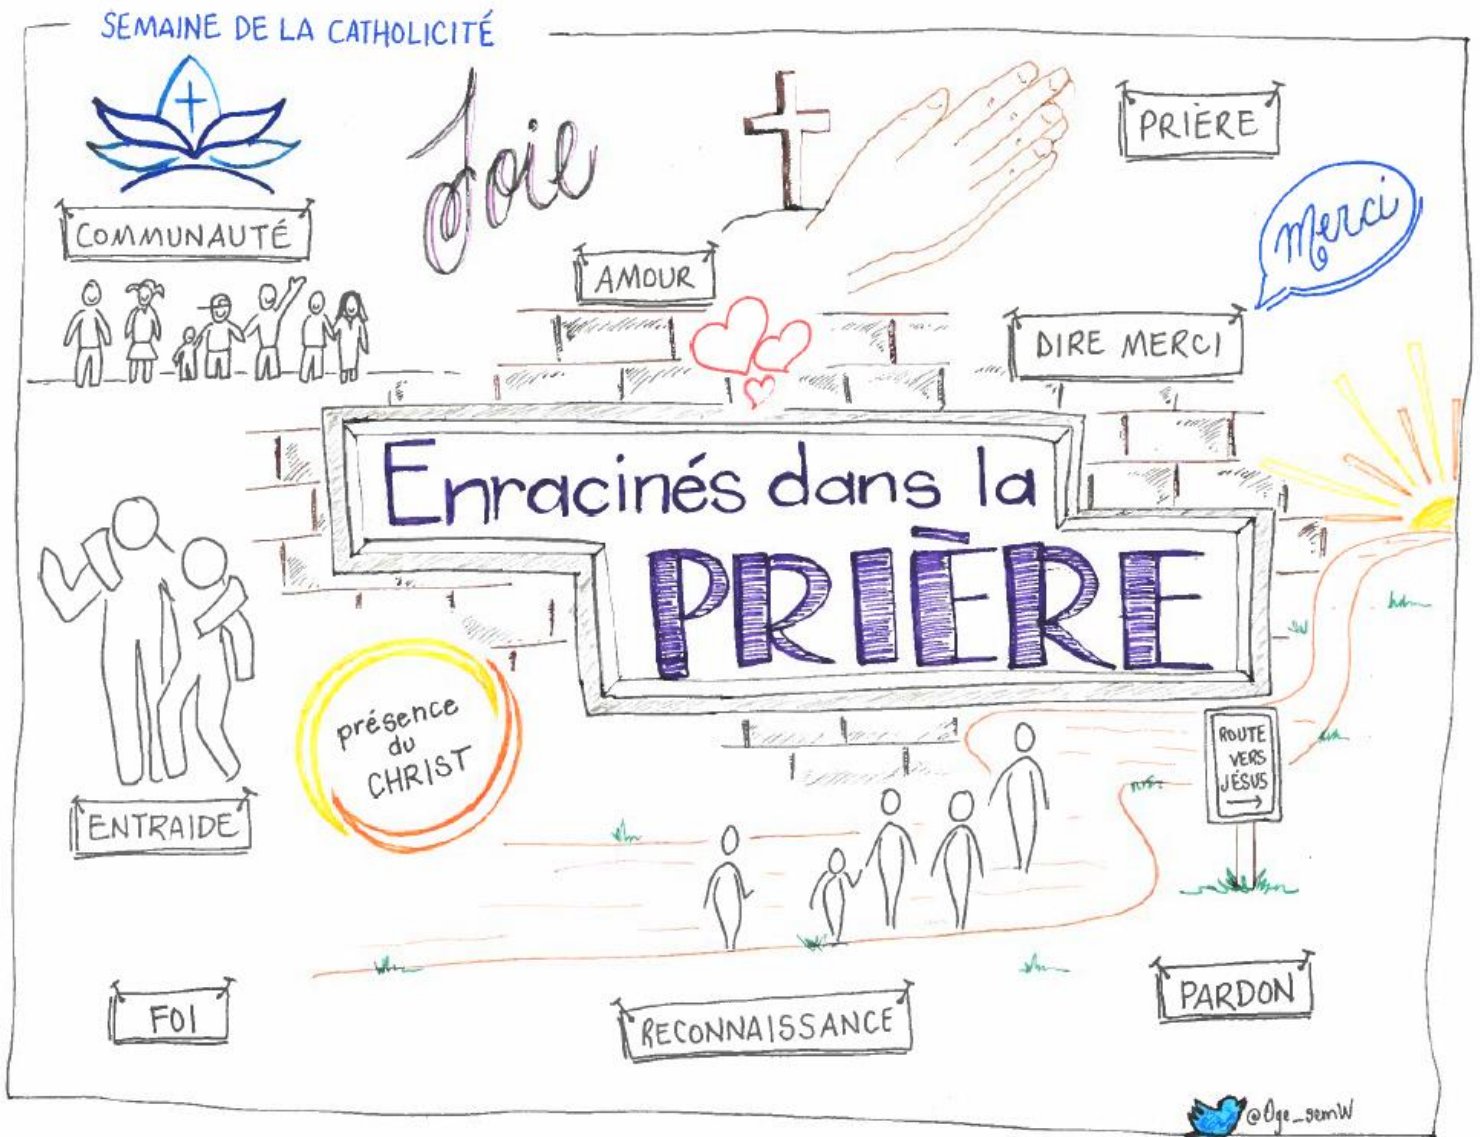 SEMAINE DE LA CATHOLICITÉ
Joie
PRIÈRE
Merci
COMMUNAUTÉ
AMOUR
DIRE MERCI
Enracinés dans la
PRIÈRE
présence
du
CHRIST
ROUTE
VERS
JÉSUS
ENTRAIDE
FOI
RECONNAISSANCE
PARDON